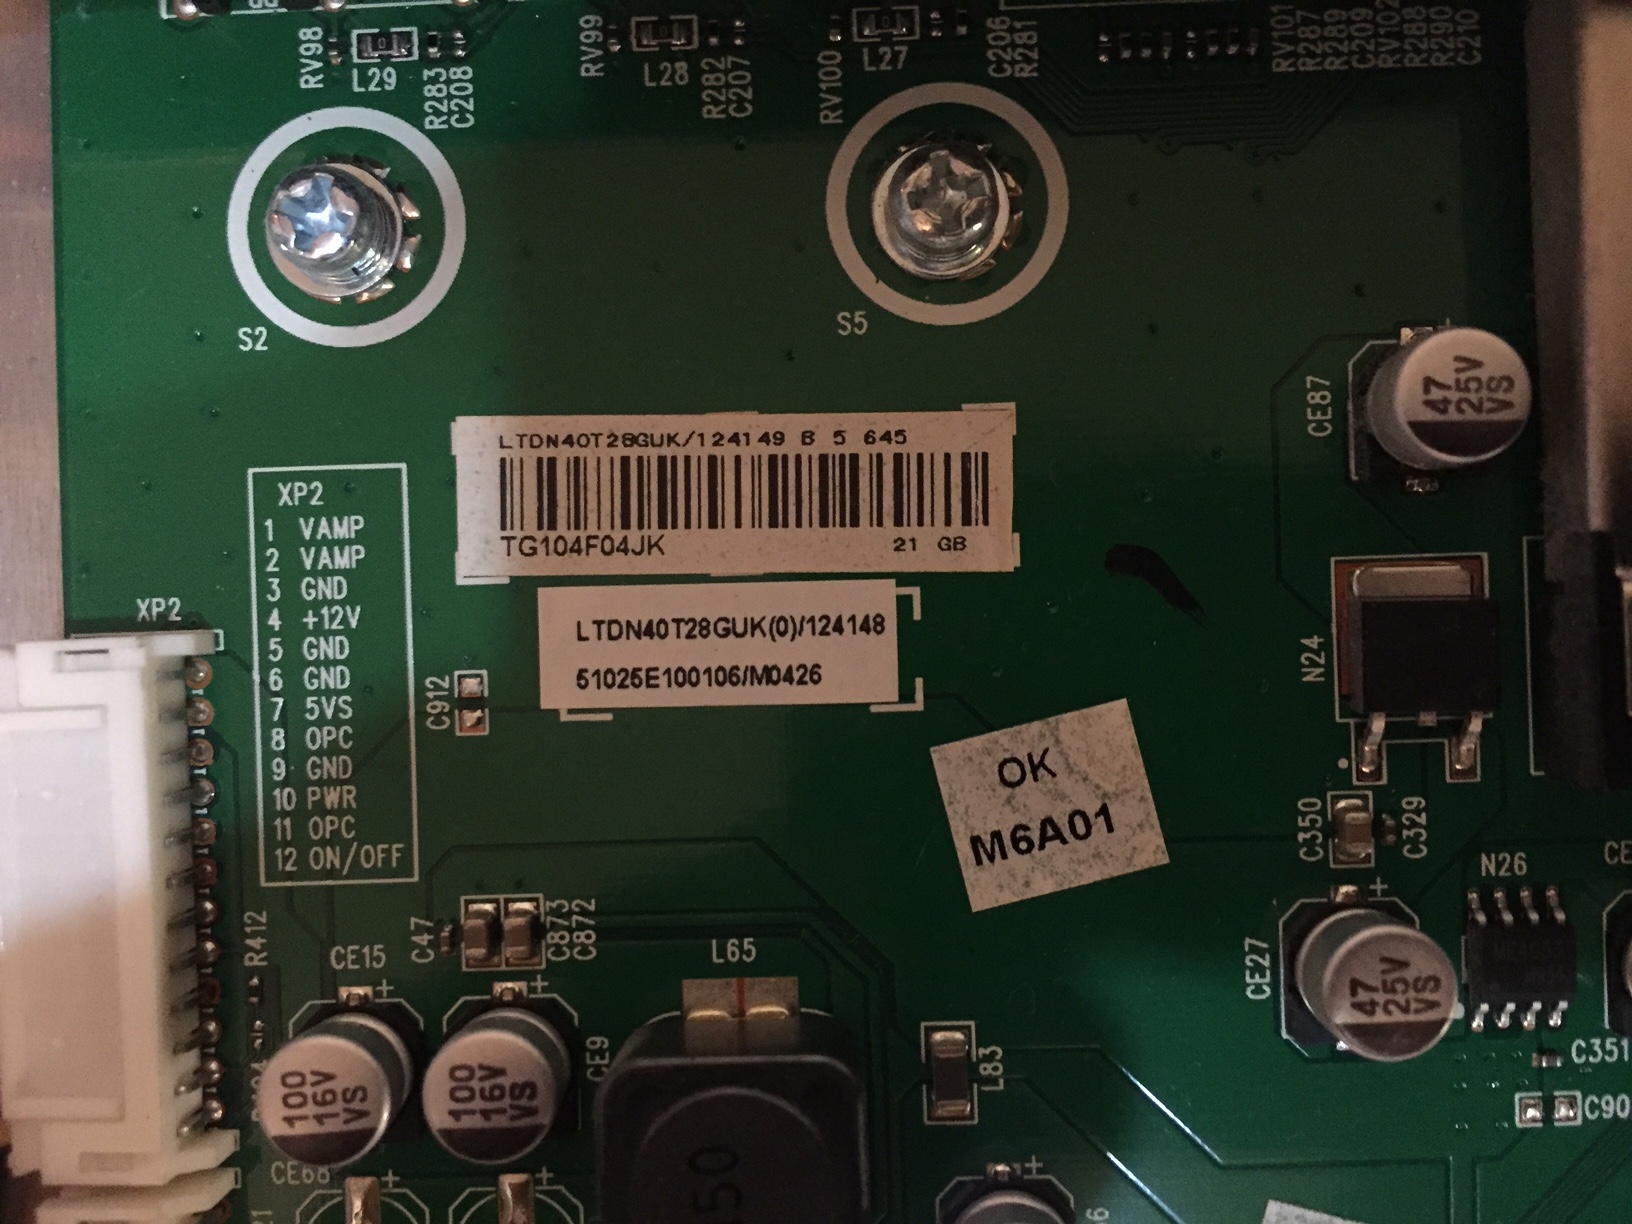 RV98
L29
R283
C208
RV99
L28
R282
C207
RV100
L27
C206
R281
RV101
R287
R289
C209
RV102
R288
R290
C210
S2
S5
CE87
47
25V
VS
LTDN40T28GUK/124149 B 5 645
TG104F04JK 21 GB
LTDN40T28GUK(0)/124148
51025E100106/M0426
XP2
1 VAMP
2 VAMP
3 GND
4 +12V
5 GND
6 GND
7 5VS
8 OPC
9 GND
10 PWR
11 OPC
12 ON/OFF
XP2
C912
OK
M6A01
N24
C350
C329
N26
CE27
47
25V
VS
C351
C90
R412
CE15
C47
C873
C872
L65
CE9
L83
100
16V
VS
100
16V
VS
CE68
50